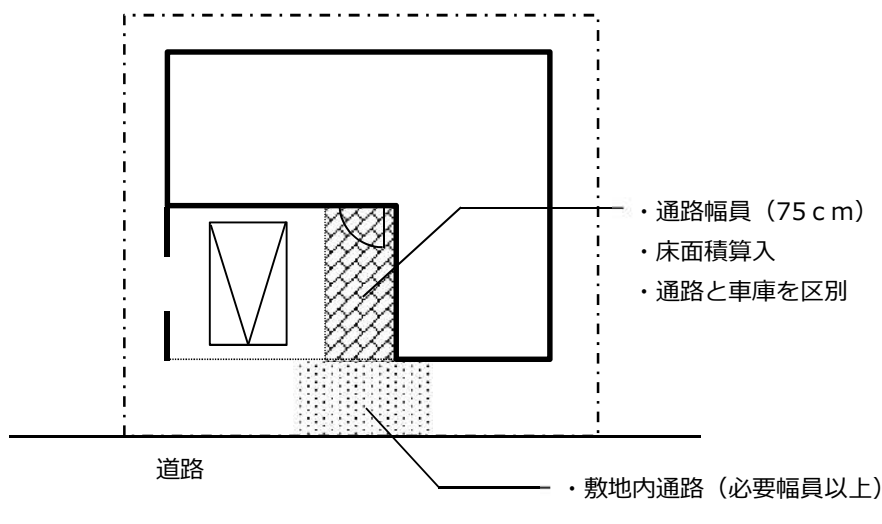 ・通路幅員（75ｃｍ）
・床面積算入
・通路と車庫を区別
道路
・敷地内通路（必要幅員以上）